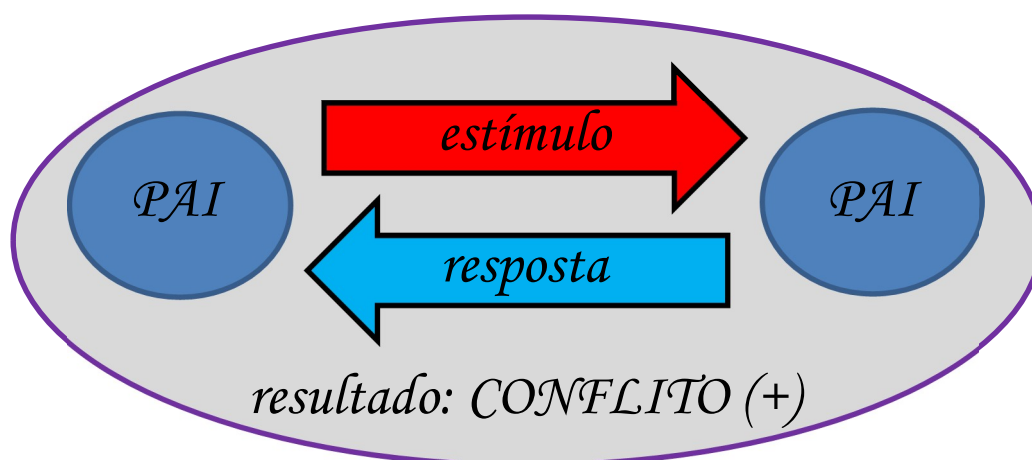 estímulo
PAI
PAI
resposta
resultado: CONFLITO (+)